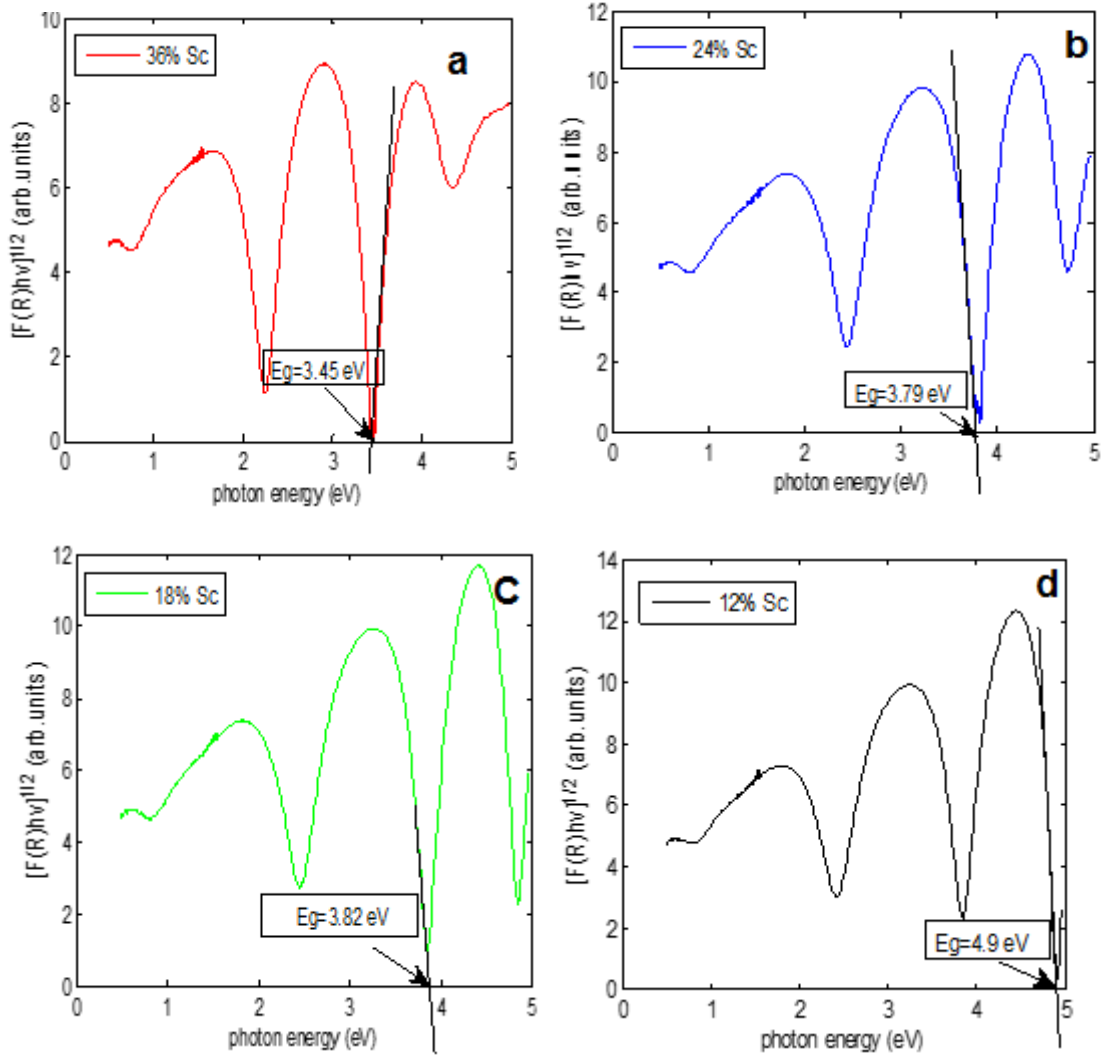 a
36% Sc
[F(R)hν]^1/2 (arb.units)
10
8
6
4
2
0
Eg=3.45 eV
0 1 2 3 4 5
photon energy (eV)
b
24% Sc
[F(R)hν]^1/2 (arb.units)
12
10
8
6
4
2
0
Eg=3.79 eV
0 1 2 3 4 5
photon energy (eV)
C
18% Sc
[F(R)hν]^1/2 (arb.units)
12
10
8
6
4
2
0
Eg=3.82 eV
0 1 2 3 4 5
photon energy (eV)
d
12% Sc
[F(R)hν]^1/2 (arb.units)
14
12
10
8
6
4
2
0
Eg=4.9 eV
0 1 2 3 4 5
photon energy (eV)